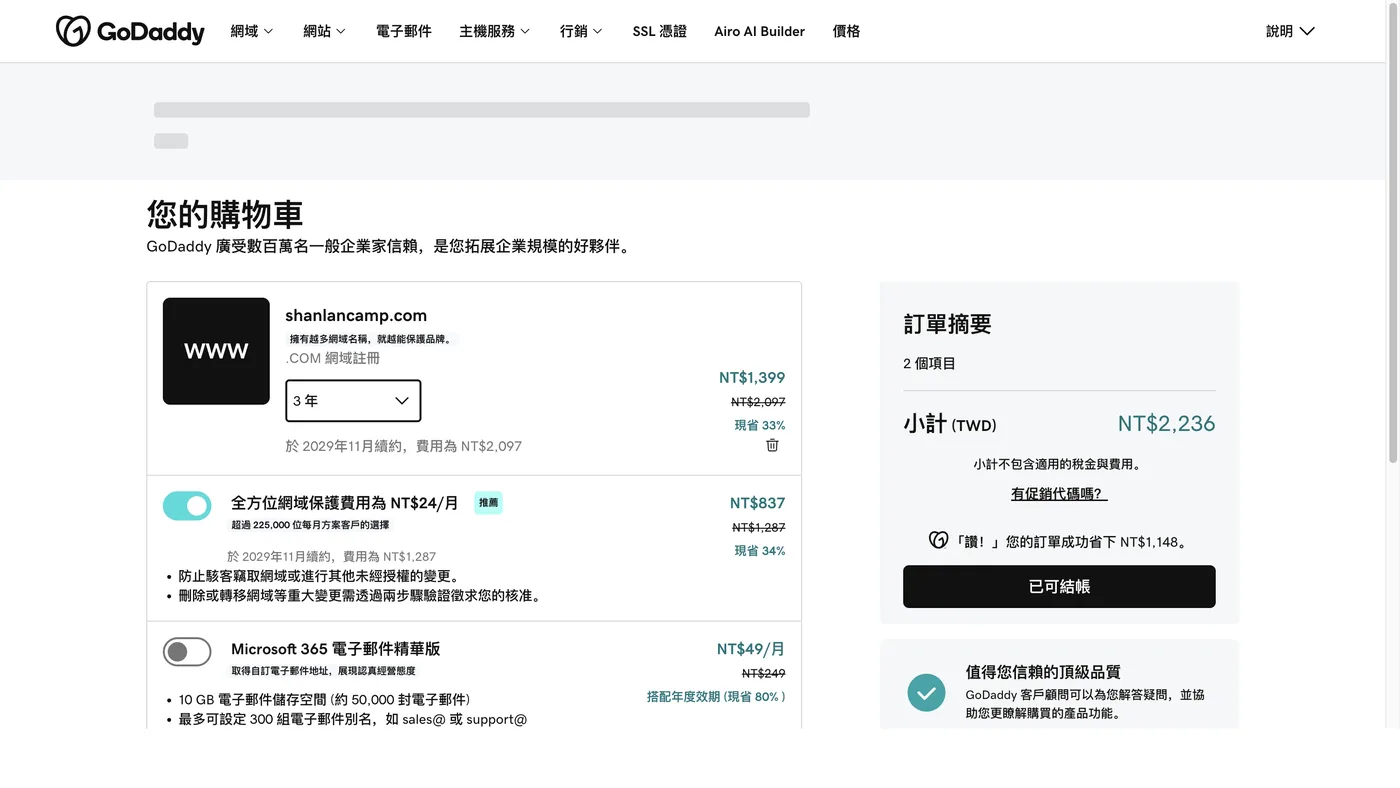 GoDaddy 網域 網站 電子郵件 主機服務 行銷 SSL 憑證 Airo AI Builder 價格 說明
您的購物車
GoDaddy 廣受數百萬名一般企業家信賴，是您拓展企業規模的好夥伴。
www
shanlancamp.com
擁有越多網域名稱，就越能保護品牌。
.COM 網域註冊
3 年
於 2029年11月續約，費用為 NT$2,097
NT$1,399
NT$2,097
現省 33%
全方位網域保護費用為 NT$24/月 推薦
超過 225,000 位每月方案客戶的選擇
於 2029年11月續約，費用為 NT$1,287
• 防止駭客竊取網域或進行其他未經授權的變更。
• 刪除或轉移網域等重大變更需透過兩步驟驗證徵求您的核准。
NT$837
NT$1,287
現省 34%
Microsoft 365 電子郵件精華版
取得自訂電子郵件地址，展現認真經營態度
• 10 GB 電子郵件儲存空間 (約 50,000 封電子郵件)
• 最多可設定 300 組電子郵件別名，如 sales@ 或 support@
NT$49/月
NT$249
搭配年度效期 (現省 80% )
訂單摘要
2 個項目
小計 (TWD) NT$2,236
小計不包含適用的稅金與費用。
有促銷代碼嗎？
「讚！」您的訂單成功省下 NT$1,148。
已可結帳
值得您信賴的頂級品質
GoDaddy 客戶顧問可以為您解答疑問，並協
助您更瞭解購買的產品功能。